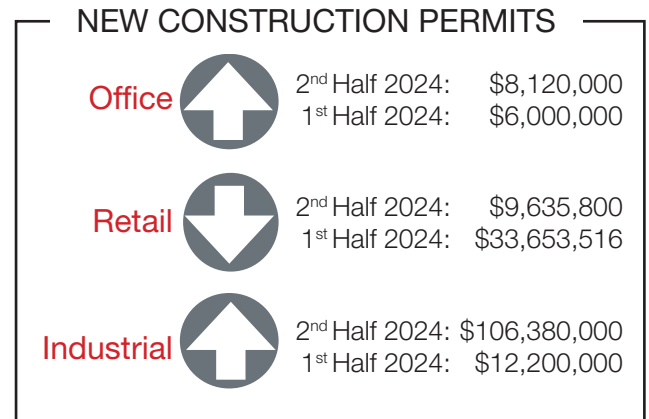 NEW CONSTRUCTION PERMITS
Office
2nd Half 2024: $8,120,000
1st Half 2024: $6,000,000
Retail
2nd Half 2024: $9,635,800
1st Half 2024: $33,653,516
Industrial
2nd Half 2024: $106,380,000
1st Half 2024: $12,200,000